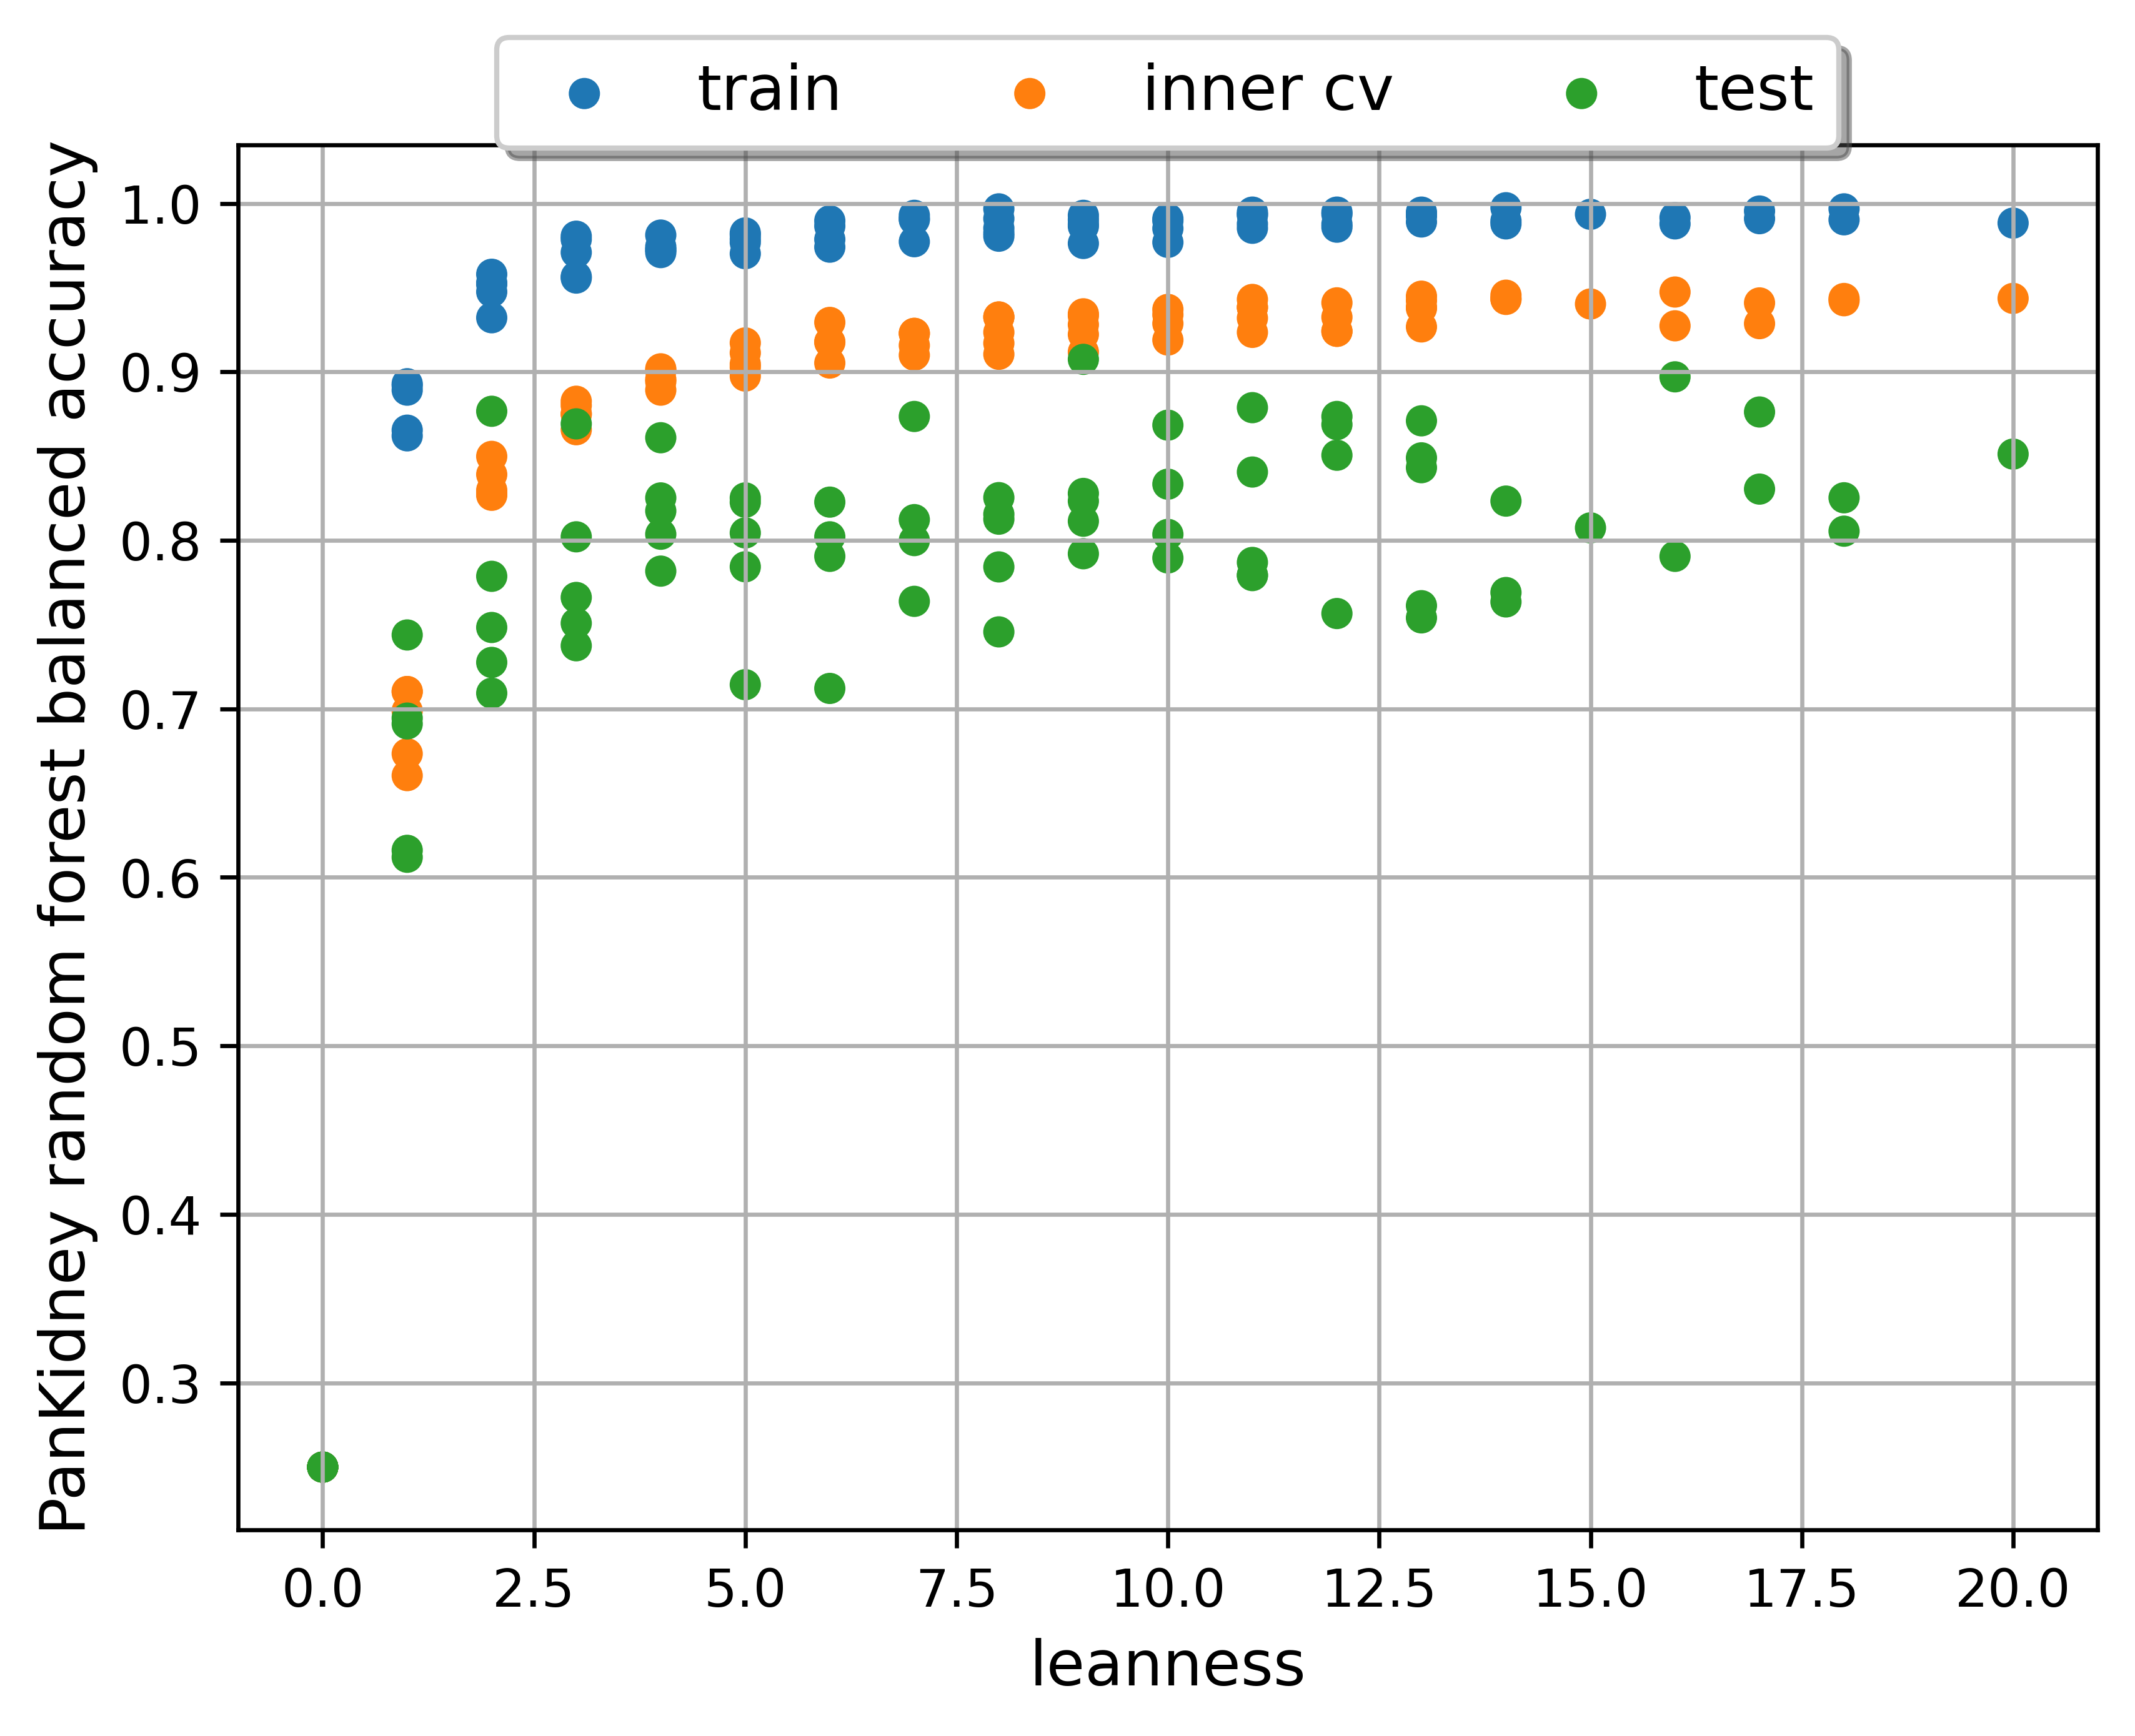 train inner cv test
PanKidney random forest balanced accuracy
1.0
0.9
0.8
0.7
0.6
0.5
0.4
0.3
0.0 2.5 5.0 7.5 10.0 12.5 15.0 17.5 20.0
leanness